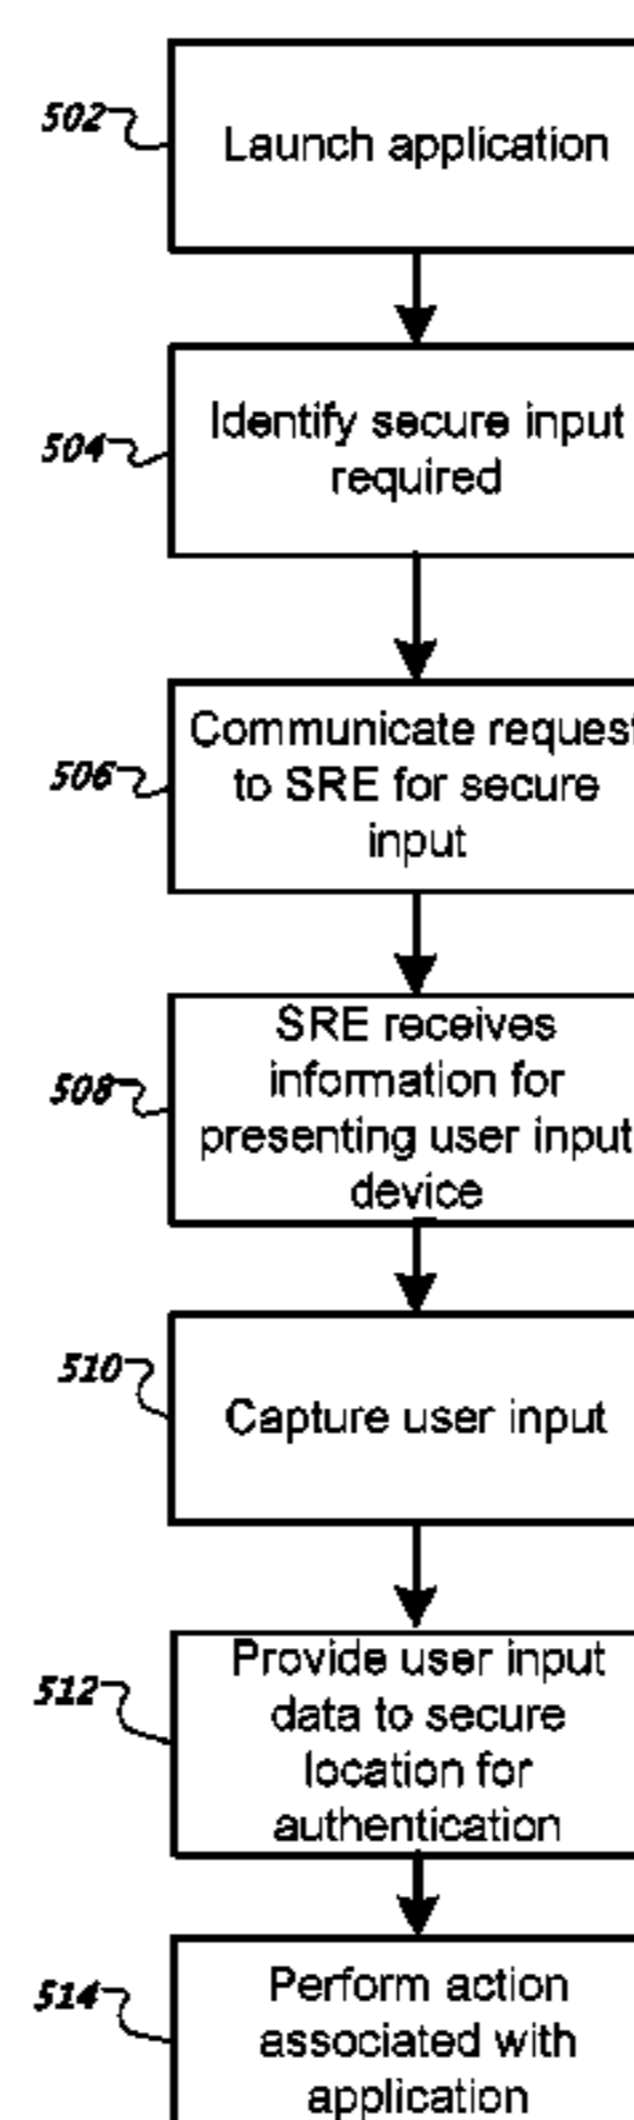 502
Launch application
504
Identify secure input
required
506
Communicate request
to SRE for secure
input
508
SRE receives
information for
presenting user input
device
510
Capture user input
512
Provide user input
data to secure
location for
authentication
514
Perform action
associated with
application